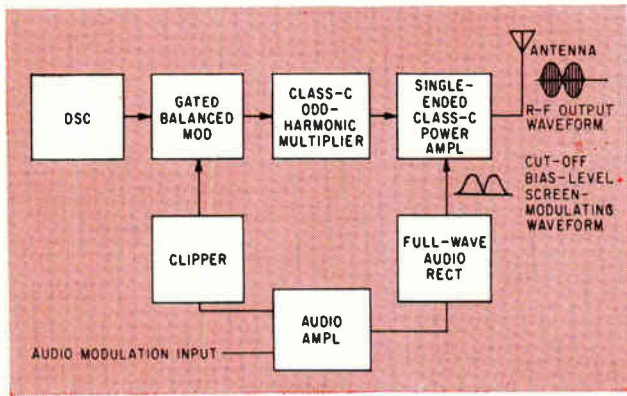 DSC
GATED
BALANCED
MOD
CLASS-C
ODD-
HARMONIC
MULTIPLIER
SINGLE-
ENDED
CLASS-C
POWER
AMPL
ANTENNA
R-F OUTPUT
WAVEFORM
CUT-OFF
BIAS-LEVEL
SCREEN-
MODULATING
WAVEFORM
CLIPPER
FULL-WAVE
AUDIO
RECT
AUDIO
AMPL
AUDIO MODULATION INPUT